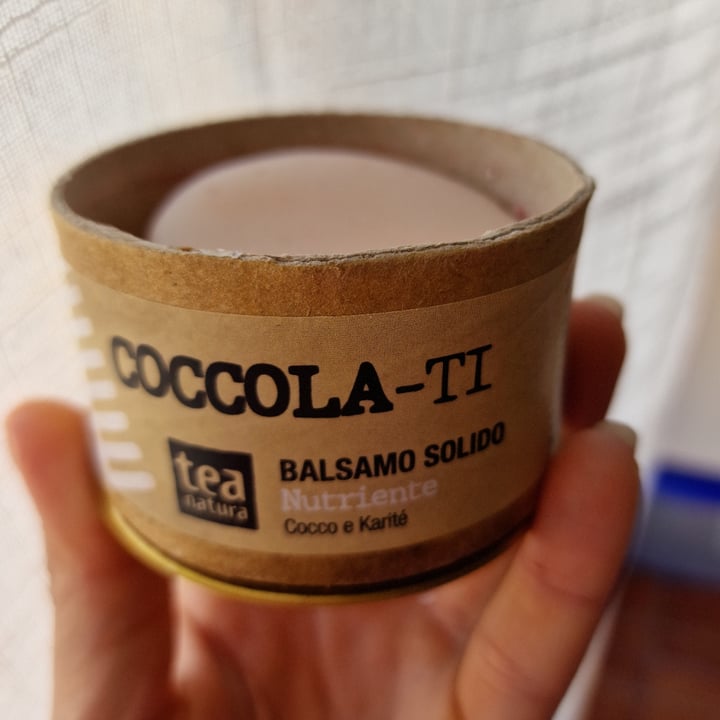 COCCOLA-TI
tea
natura
BALSAMO SOLIDO
Nutriente
Cocco e Karité